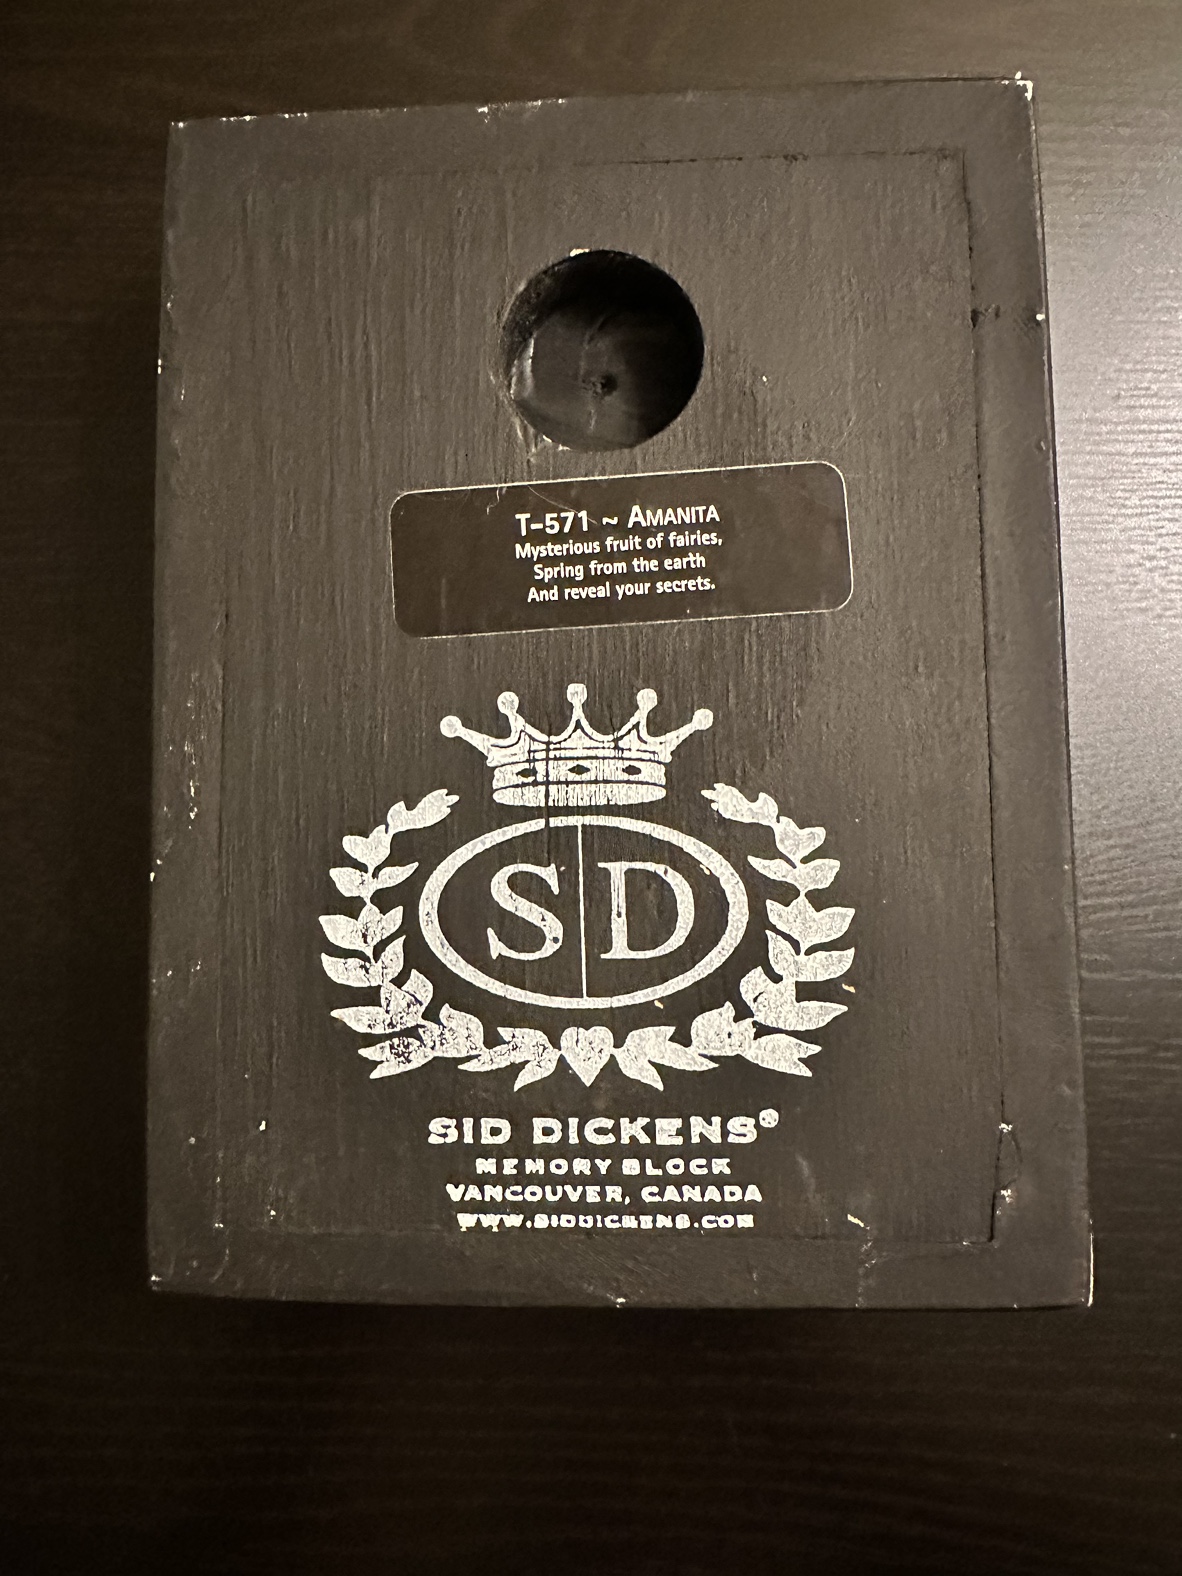 T-571 ~ AMANITA
Mysterious fruit of fairies,
Spring from the earth
And reveal your secrets.
S D
SID DICKENS®
MEMORY BLOCK
VANCOUVER, CANADA
WWW.SIDDICKENS.COM